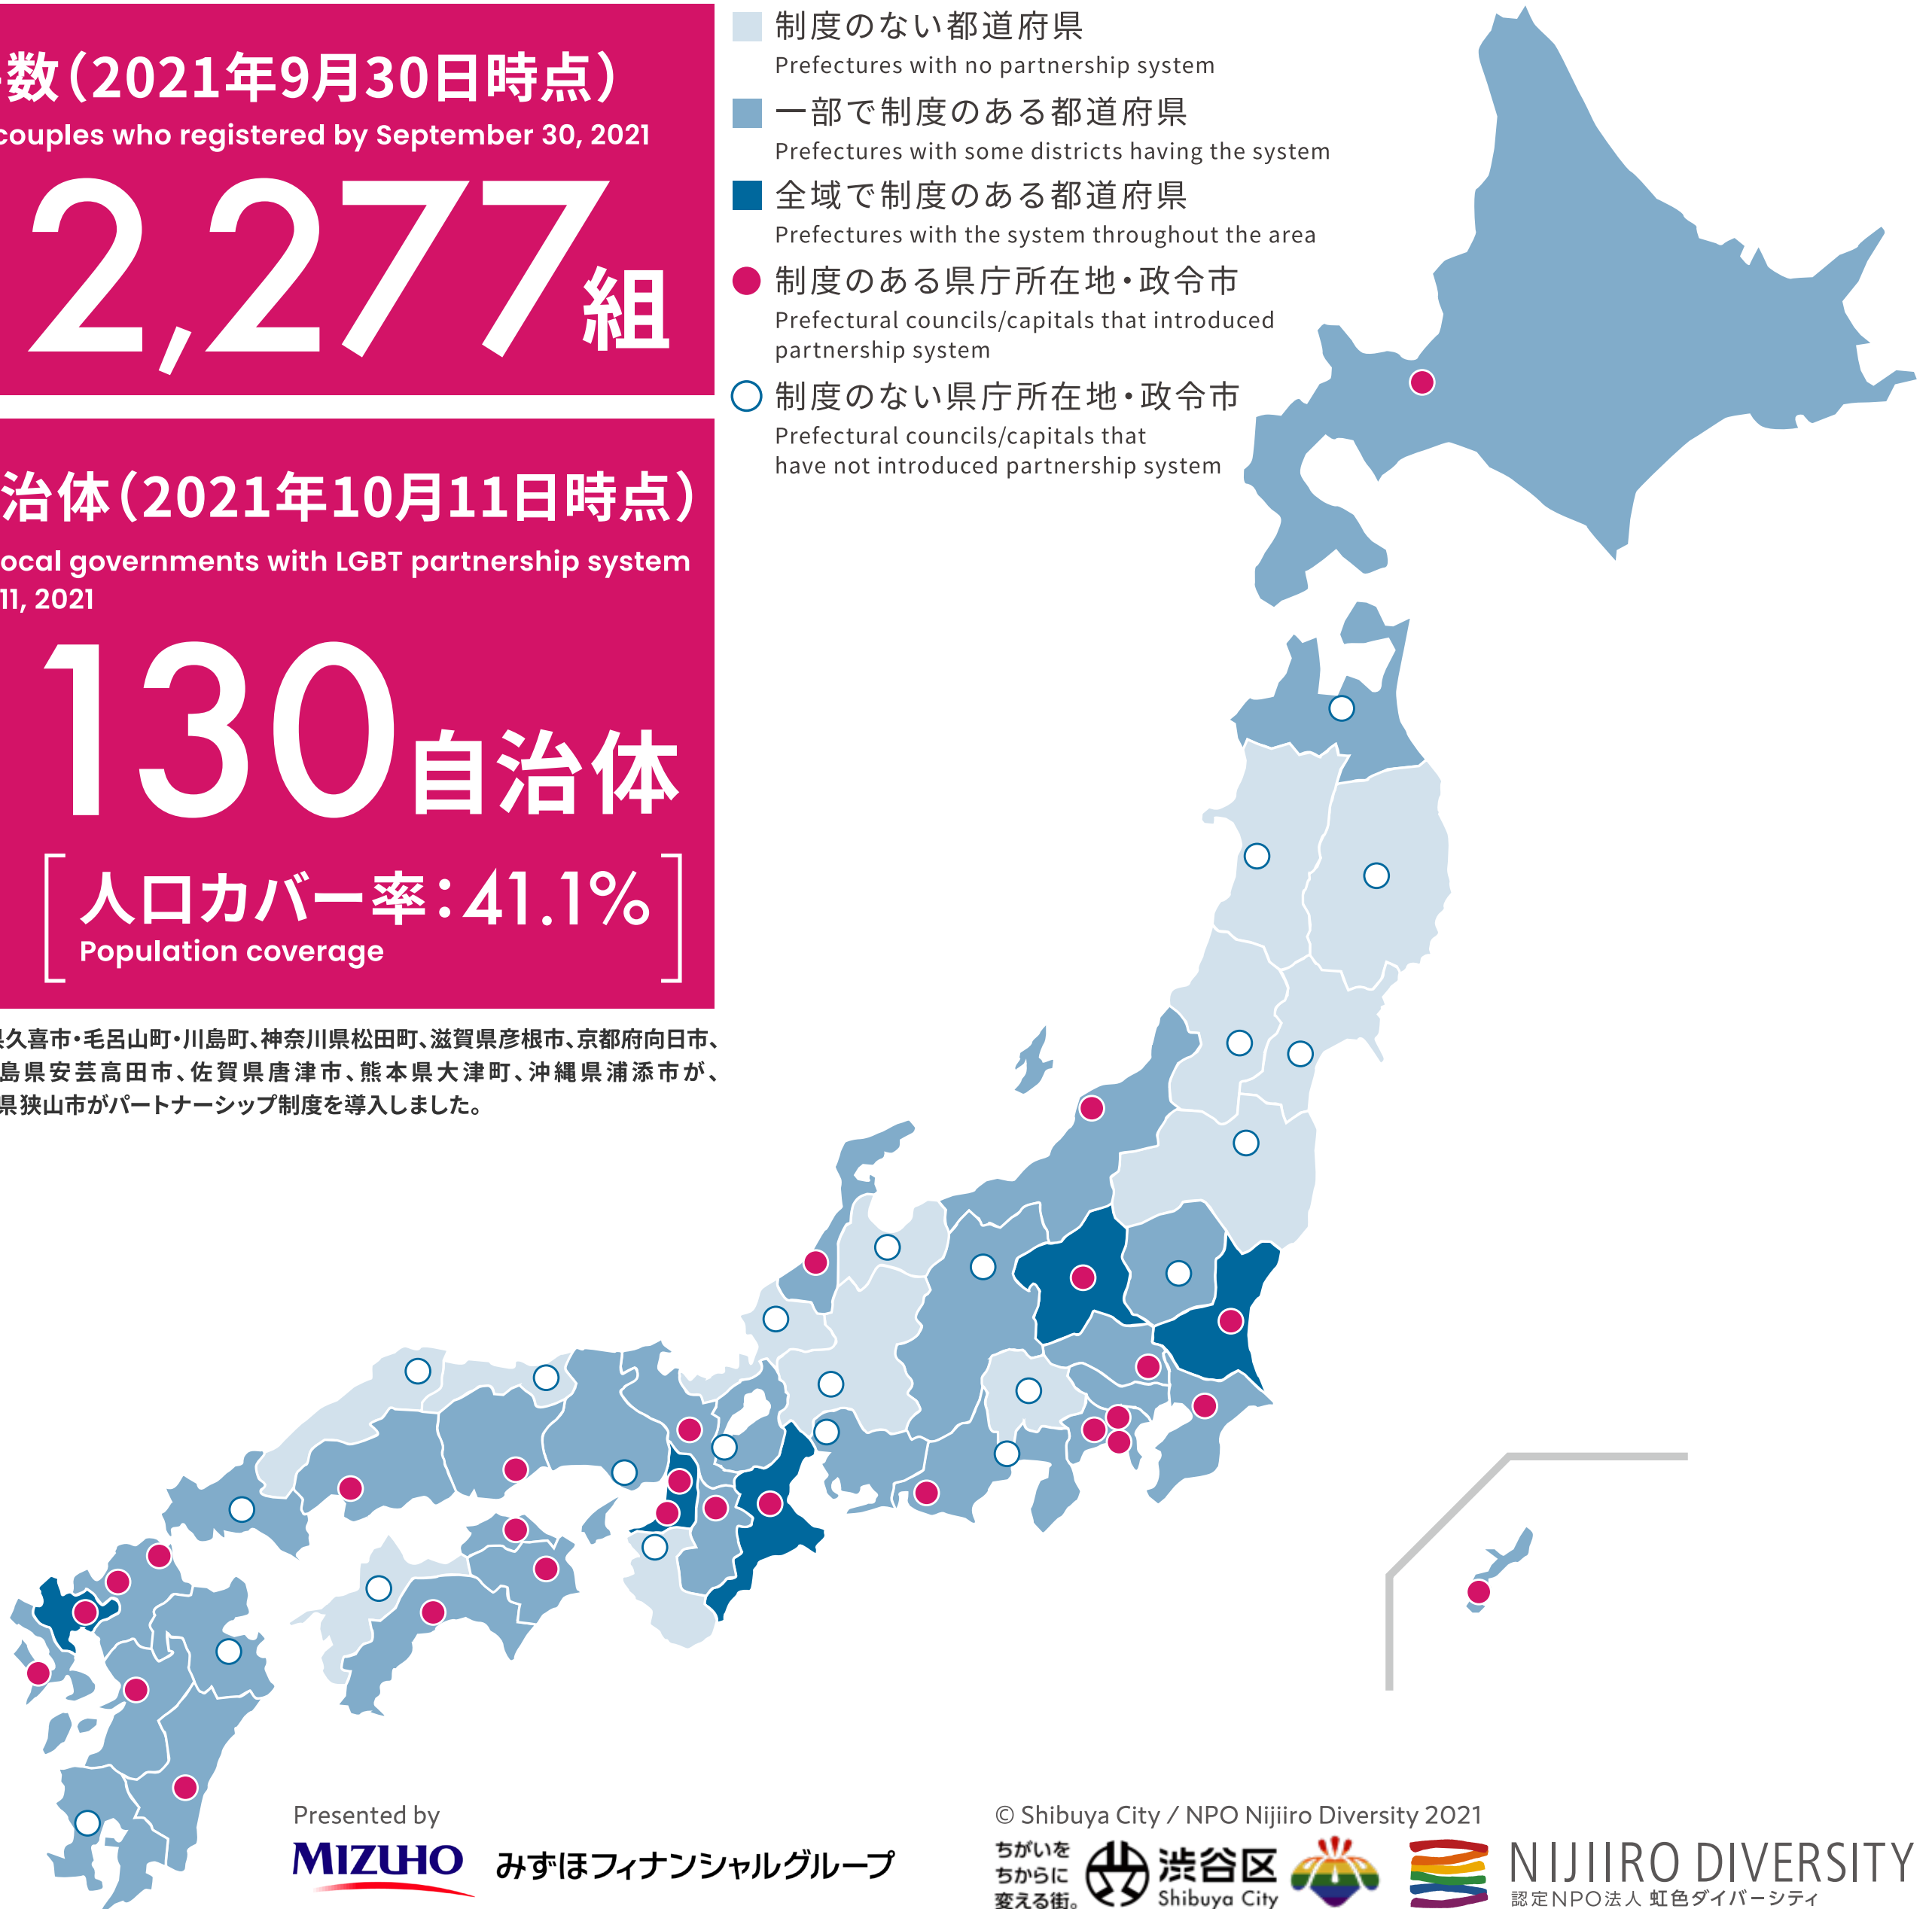 数（2021年9月30日時点）
couples who registered by September 30, 2021
2,277組
治体（2021年10月11日時点）
ocal governments with LGBT partnership system
11, 2021
130自治体
人口カバー率：41.1%
Population coverage
県久喜市・毛呂山町・川島町、神奈川県松田町、滋賀県彦根市、京都府向日市、
島県安芸高田市、佐賀県唐津市、熊本県大津町、沖縄県浦添市が、
県狭山市がパートナーシップ制度を導入しました。
制度のない都道府県
Prefectures with no partnership system
一部で制度のある都道府県
Prefectures with some districts having the system
全域で制度のある都道府県
Prefectures with the system throughout the area
制度のある県庁所在地・政令市
Prefectural councils/capitals that introduced
partnership system
制度のない県庁所在地・政令市
Prefectural councils/capitals that
have not introduced partnership system
Presented by
MIZUHO みずほフィナンシャルグループ
© Shibuya City / NPO Nijiiro Diversity 2021
ちがいを
ちからに
変える街。
渋谷区
Shibuya City
NIJIIRO DIVERSITY
認定NPO法人 虹色ダイバーシティ